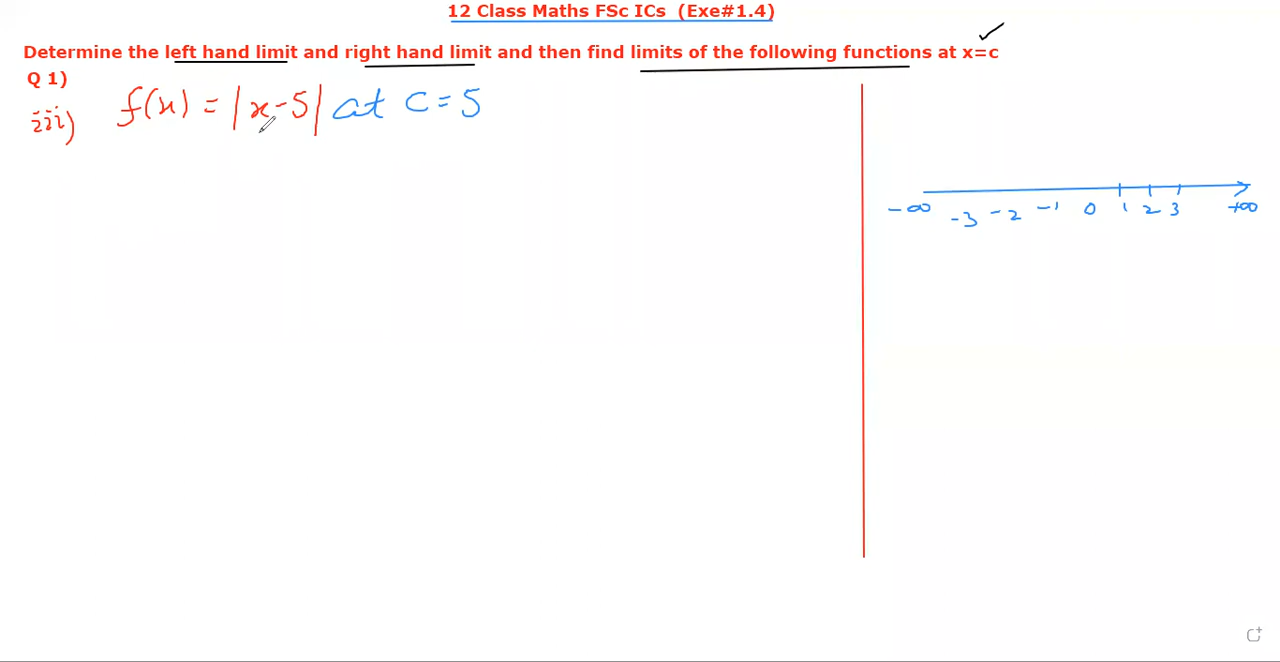 12 Class Maths FSc ICs (Exe#1.4)
Determine the left hand limit and right hand limit and then find limits of the following functions at x=c
Q 1)
iii) f(x) = |x-5| at c=5
-∞ -3 -2 -1 0 1 2 3 +∞